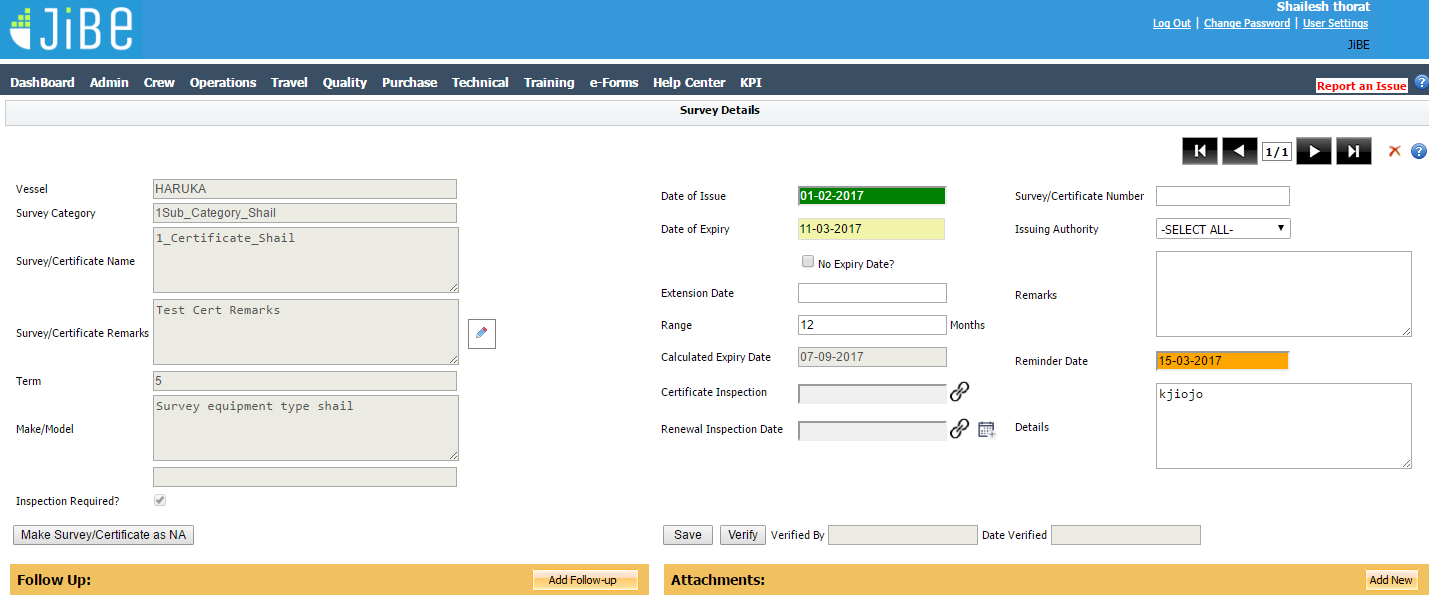 JiBE
Shailesh thorat
Log Out | Change Password | User Settings
JiBE
DashBoard Admin Crew Operations Travel Quality Purchase Technical Training e-Forms Help Center KPI
Report an Issue ?
Survey Details
1/1 ?
Vessel HARUKA
Survey Category 1Sub_Category_Shail
Survey/Certificate Name 1_Certificate_Shail
Survey/Certificate Remarks Test Cert Remarks
Term 5
Make/Model Survey equipment type shail
Inspection Required?
Make Survey/Certificate as NA
Date of Issue 01-02-2017
Date of Expiry 11-03-2017
No Expiry Date?
Extension Date
Range 12 Months
Calculated Expiry Date 07-09-2017
Certificate Inspection
Renewal Inspection Date
Survey/Certificate Number
Issuing Authority -SELECT ALL-
Remarks
Reminder Date 15-03-2017
Details kjiojo
Save Verify Verified By Date Verified
Follow Up: Add Follow-up
Attachments: Add New